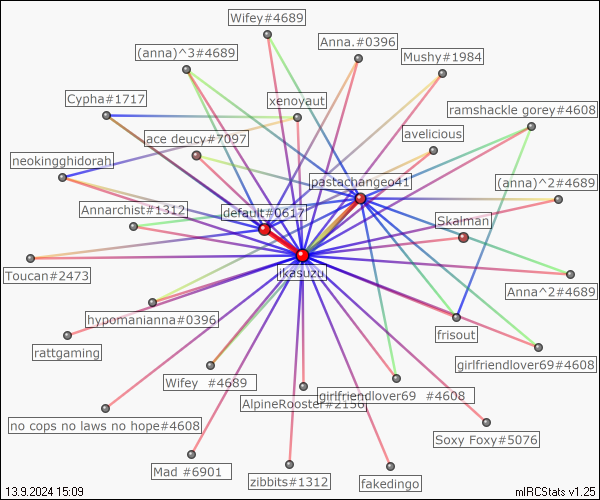 Wifey#4689
Anna.#0396
(anna)^3#4689
Mushy#1984
Cypha#1717
xenoyaut
ramshackle gorey#4608
ace deucy#7097
avelicious
neokingghidorah
pastachangeo41
(anna)^2#4689
Annarchist#1312
default#0617
Skalman
ikasuzu
Toucan#2473
Anna^2#4689
hypomanianna#0396
frisout
rattgaming
girlfriendlover69#4608
Wifey #4689
girlfriendlover69 #4608
AlpineRooster#2150
no cops no laws no hope#4608
Soxy Foxy#5076
Mad #6901
zibbits#1312
fakedingo
13.9.2024 15:09
mIRCStats v1.25